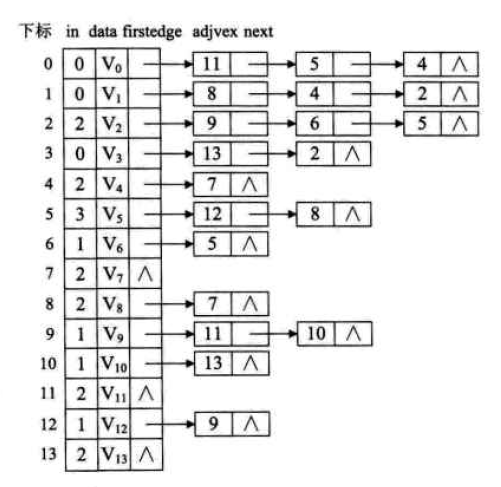 下标 in data firstedge adjvex next
0 0 V₀ 11 5 4 ∧
1 0 V₁ 8 4 2 ∧
2 2 V₂ 9 6 5 ∧
3 0 V₃ 13 2 ∧
4 2 V₄ 7 ∧
5 3 V₅ 12 8 ∧
6 1 V₆ 5 ∧
7 2 V₇ ∧
8 2 V₈ 7 ∧
9 1 V₉ 11 10 ∧
10 1 V₁₀ 13 ∧
11 2 V₁₁ ∧
12 1 V₁₂ 9 ∧
13 2 V₁₃ ∧